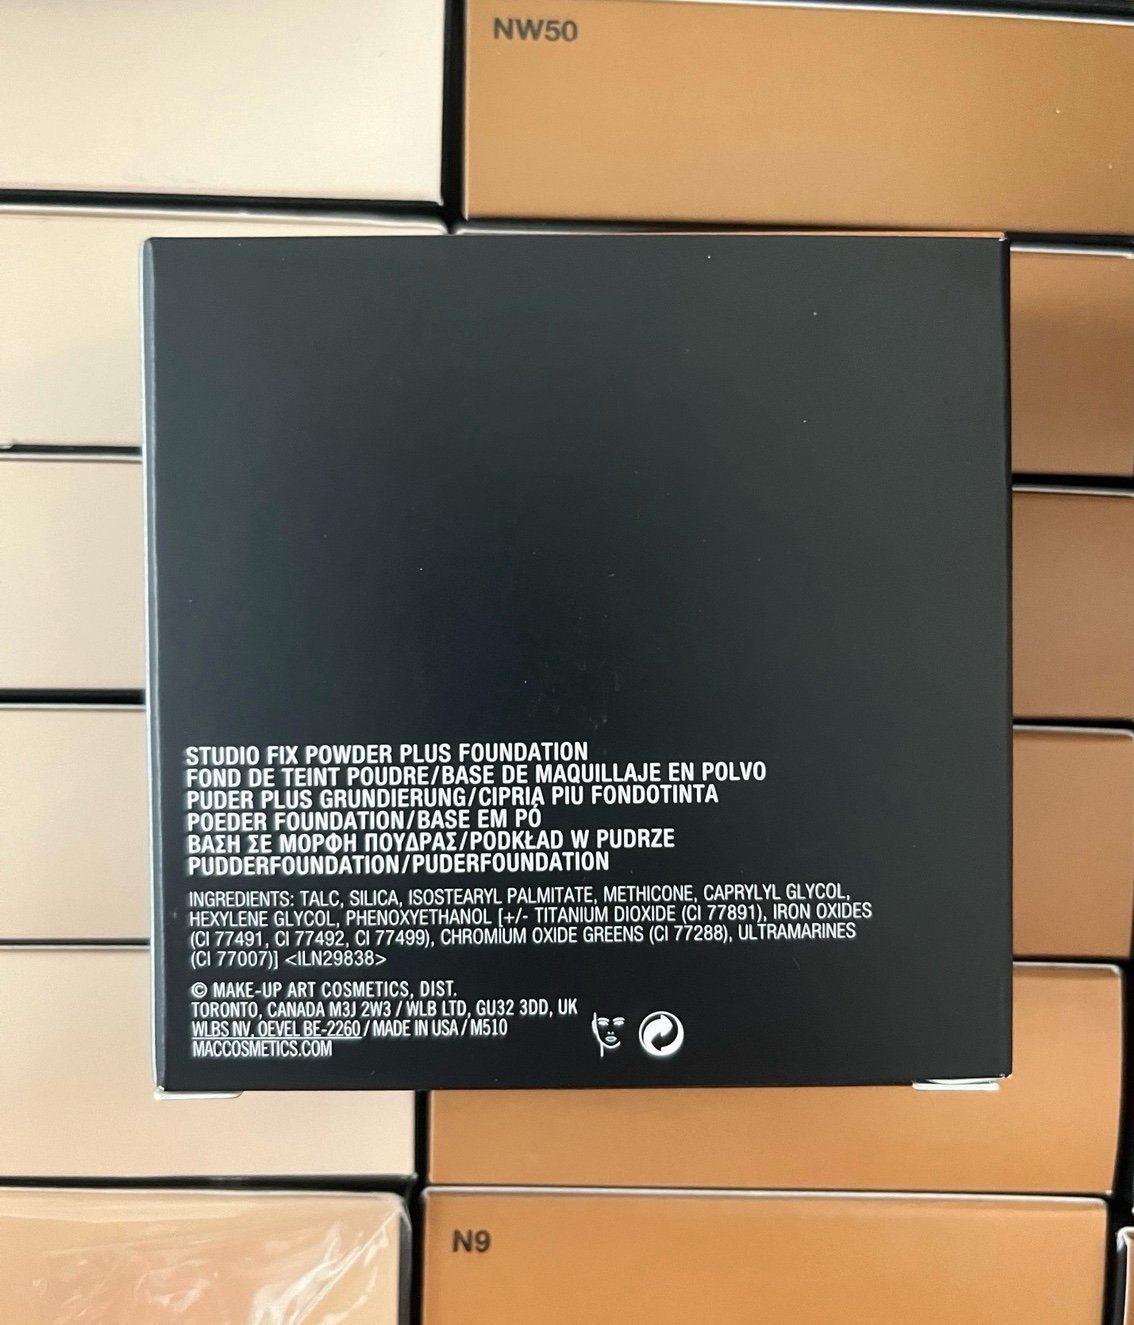 NW50
STUDIO FIX POWDER PLUS FOUNDATION
FOND DE TEINT POUDRE/BASE DE MAQUILLAJE EN POLVO
PUDER PLUS GRUNDIERUNG/CIPRIA PIU FONDOTINTA
POEDER FOUNDATION/BASE EM PÓ
ΒΑΣΗ ΣΕ ΜΟΡΦΗ ΠΟΥΔΡΑΣ/PODKŁAD W PUDRZE
PUDDERFOUNDATION/PUDERFOUNDATION
INGREDIENTS: TALC, SILICA, ISOSTEARYL PALMITATE, METHICONE, CAPRYLYL GLYCOL,
HEXYLENE GLYCOL, PHENOXYETHANOL [+/- TITANIUM DIOXIDE (CI 77891), IRON OXIDES
(CI 77491, CI 77492, CI 77499), CHROMIUM OXIDE GREENS (CI 77288), ULTRAMARINES
(CI 77007)] <ILN29838>
© MAKE-UP ART COSMETICS, DIST.
TORONTO, CANADA M3J 2W3 / WLB LTD, GU32 3DD, UK
WLBS NV, OEVEL BE-2260 / MADE IN USA / M510
MACCOSMETICS.COM
N9